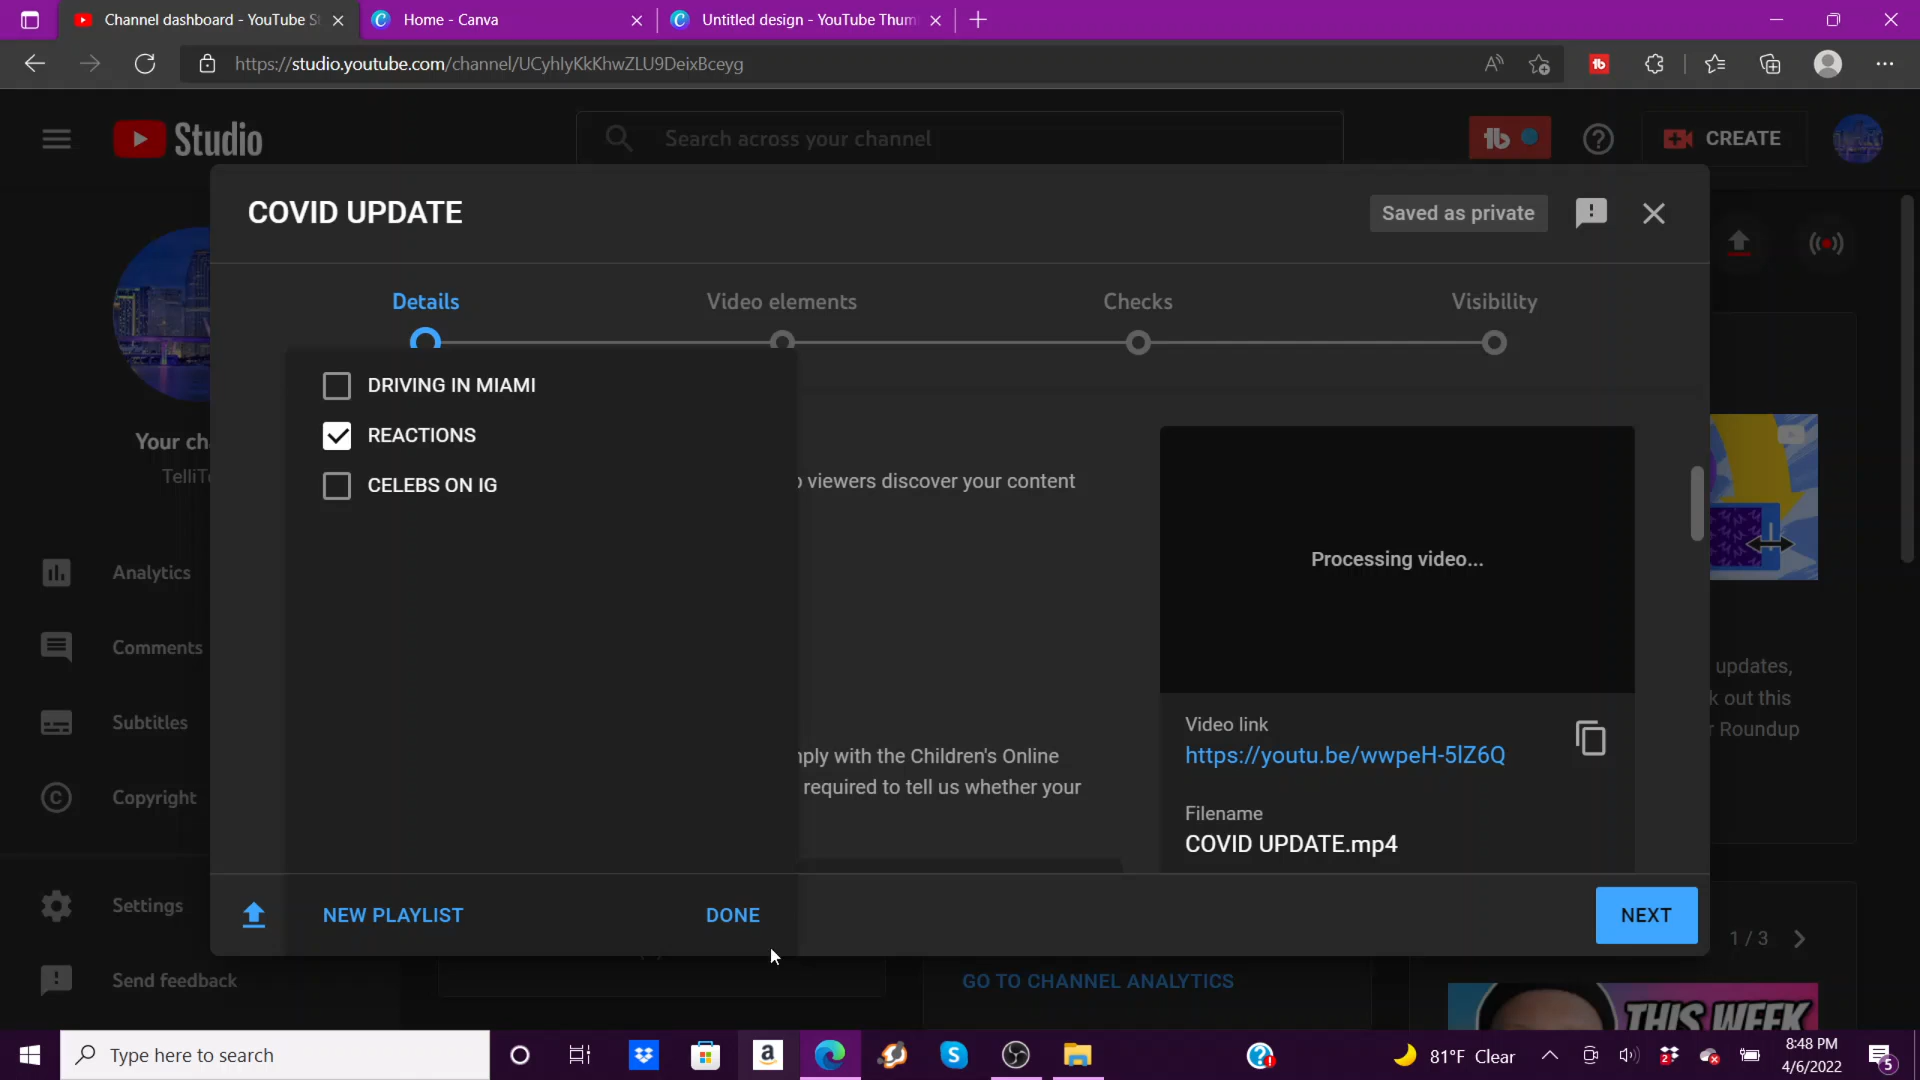 Channel dashboard - YouTube S
Home - Canva
Untitled design - YouTube Thum
https://studio.youtube.com/channel/UCyhlyKkKhwZLU9DeixBceyg
Studio
Search across your channel
CREATE
COVID UPDATE
Saved as private
Details
Video elements
Checks
Visibility
DRIVING IN MIAMI
REACTIONS
CELEBS ON IG
viewers discover your content
Processing video...
Your ch
TelliT
Analytics
Comments
Subtitles
Copyright
Settings
Send feedback
mply with the Children's Online
required to tell us whether your
Video link
https://youtu.be/wwpeH-5lZ6Q
Filename
COVID UPDATE.mp4
updates,
k out this
r Roundup
NEW PLAYLIST
DONE
NEXT
1 / 3
GO TO CHANNEL ANALYTICS
THIS WEEK
Type here to search
81°F Clear
8:48 PM
4/6/2022
5